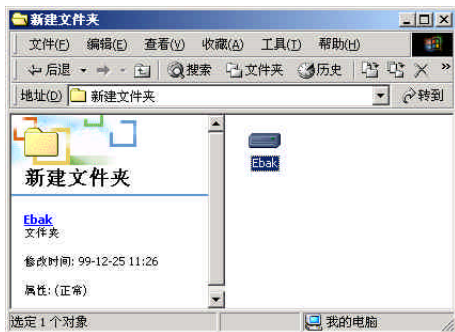 新建文件夹
文件(F) 编辑(E) 查看(V) 收藏(A) 工具(T) 帮助(H)
后退 搜索 文件夹 历史 »
地址(D) 新建文件夹 转到
新建文件夹
Ebak
文件夹
修改时间: 99-12-25 11:26
属性: (正常)
Ebak
选定 1 个对象 我的电脑